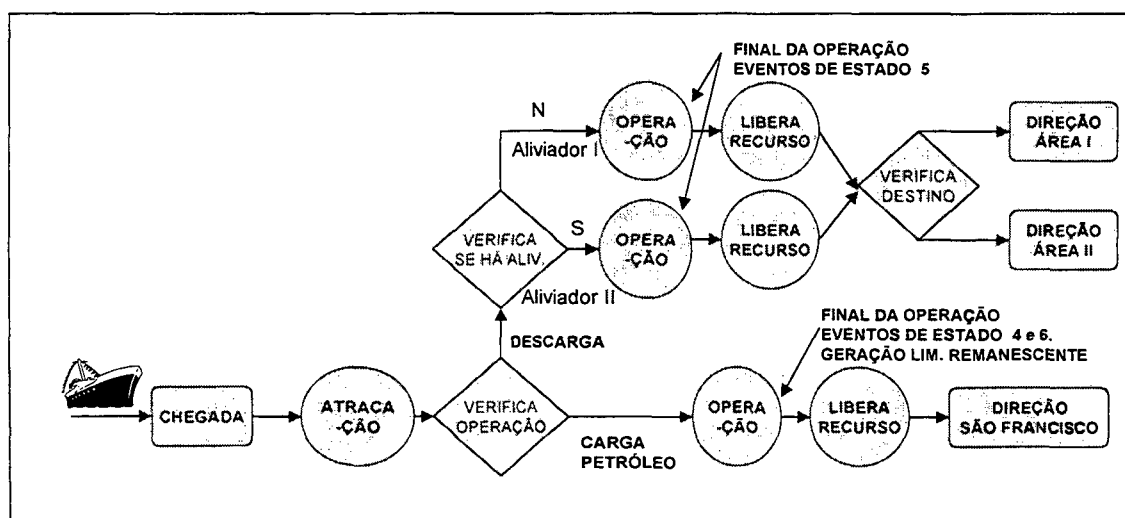 FINAL DA OPERAÇÃO
EVENTOS DE ESTADO 5
N
Aliviador I
OPERA
-ÇÃO
LIBERA
RECURSO
DIREÇÃO
ÁREA I
VERIFICA
DESTINO
VERIFICA
SE HÁ ALIV.
S
Aliviador II
OPERA
-ÇÃO
LIBERA
RECURSO
DIREÇÃO
ÁREA II
DESCARGA
FINAL DA OPERAÇÃO
EVENTOS DE ESTADO 4 e 6.
GERAÇÃO LIM. REMANESCENTE
CHEGADA
ATRACA
-ÇÃO
VERIFICA
OPERAÇÃO
CARGA
PETRÓLEO
OPERA
-ÇÃO
LIBERA
RECURSO
DIREÇÃO
SÃO FRANCISCO